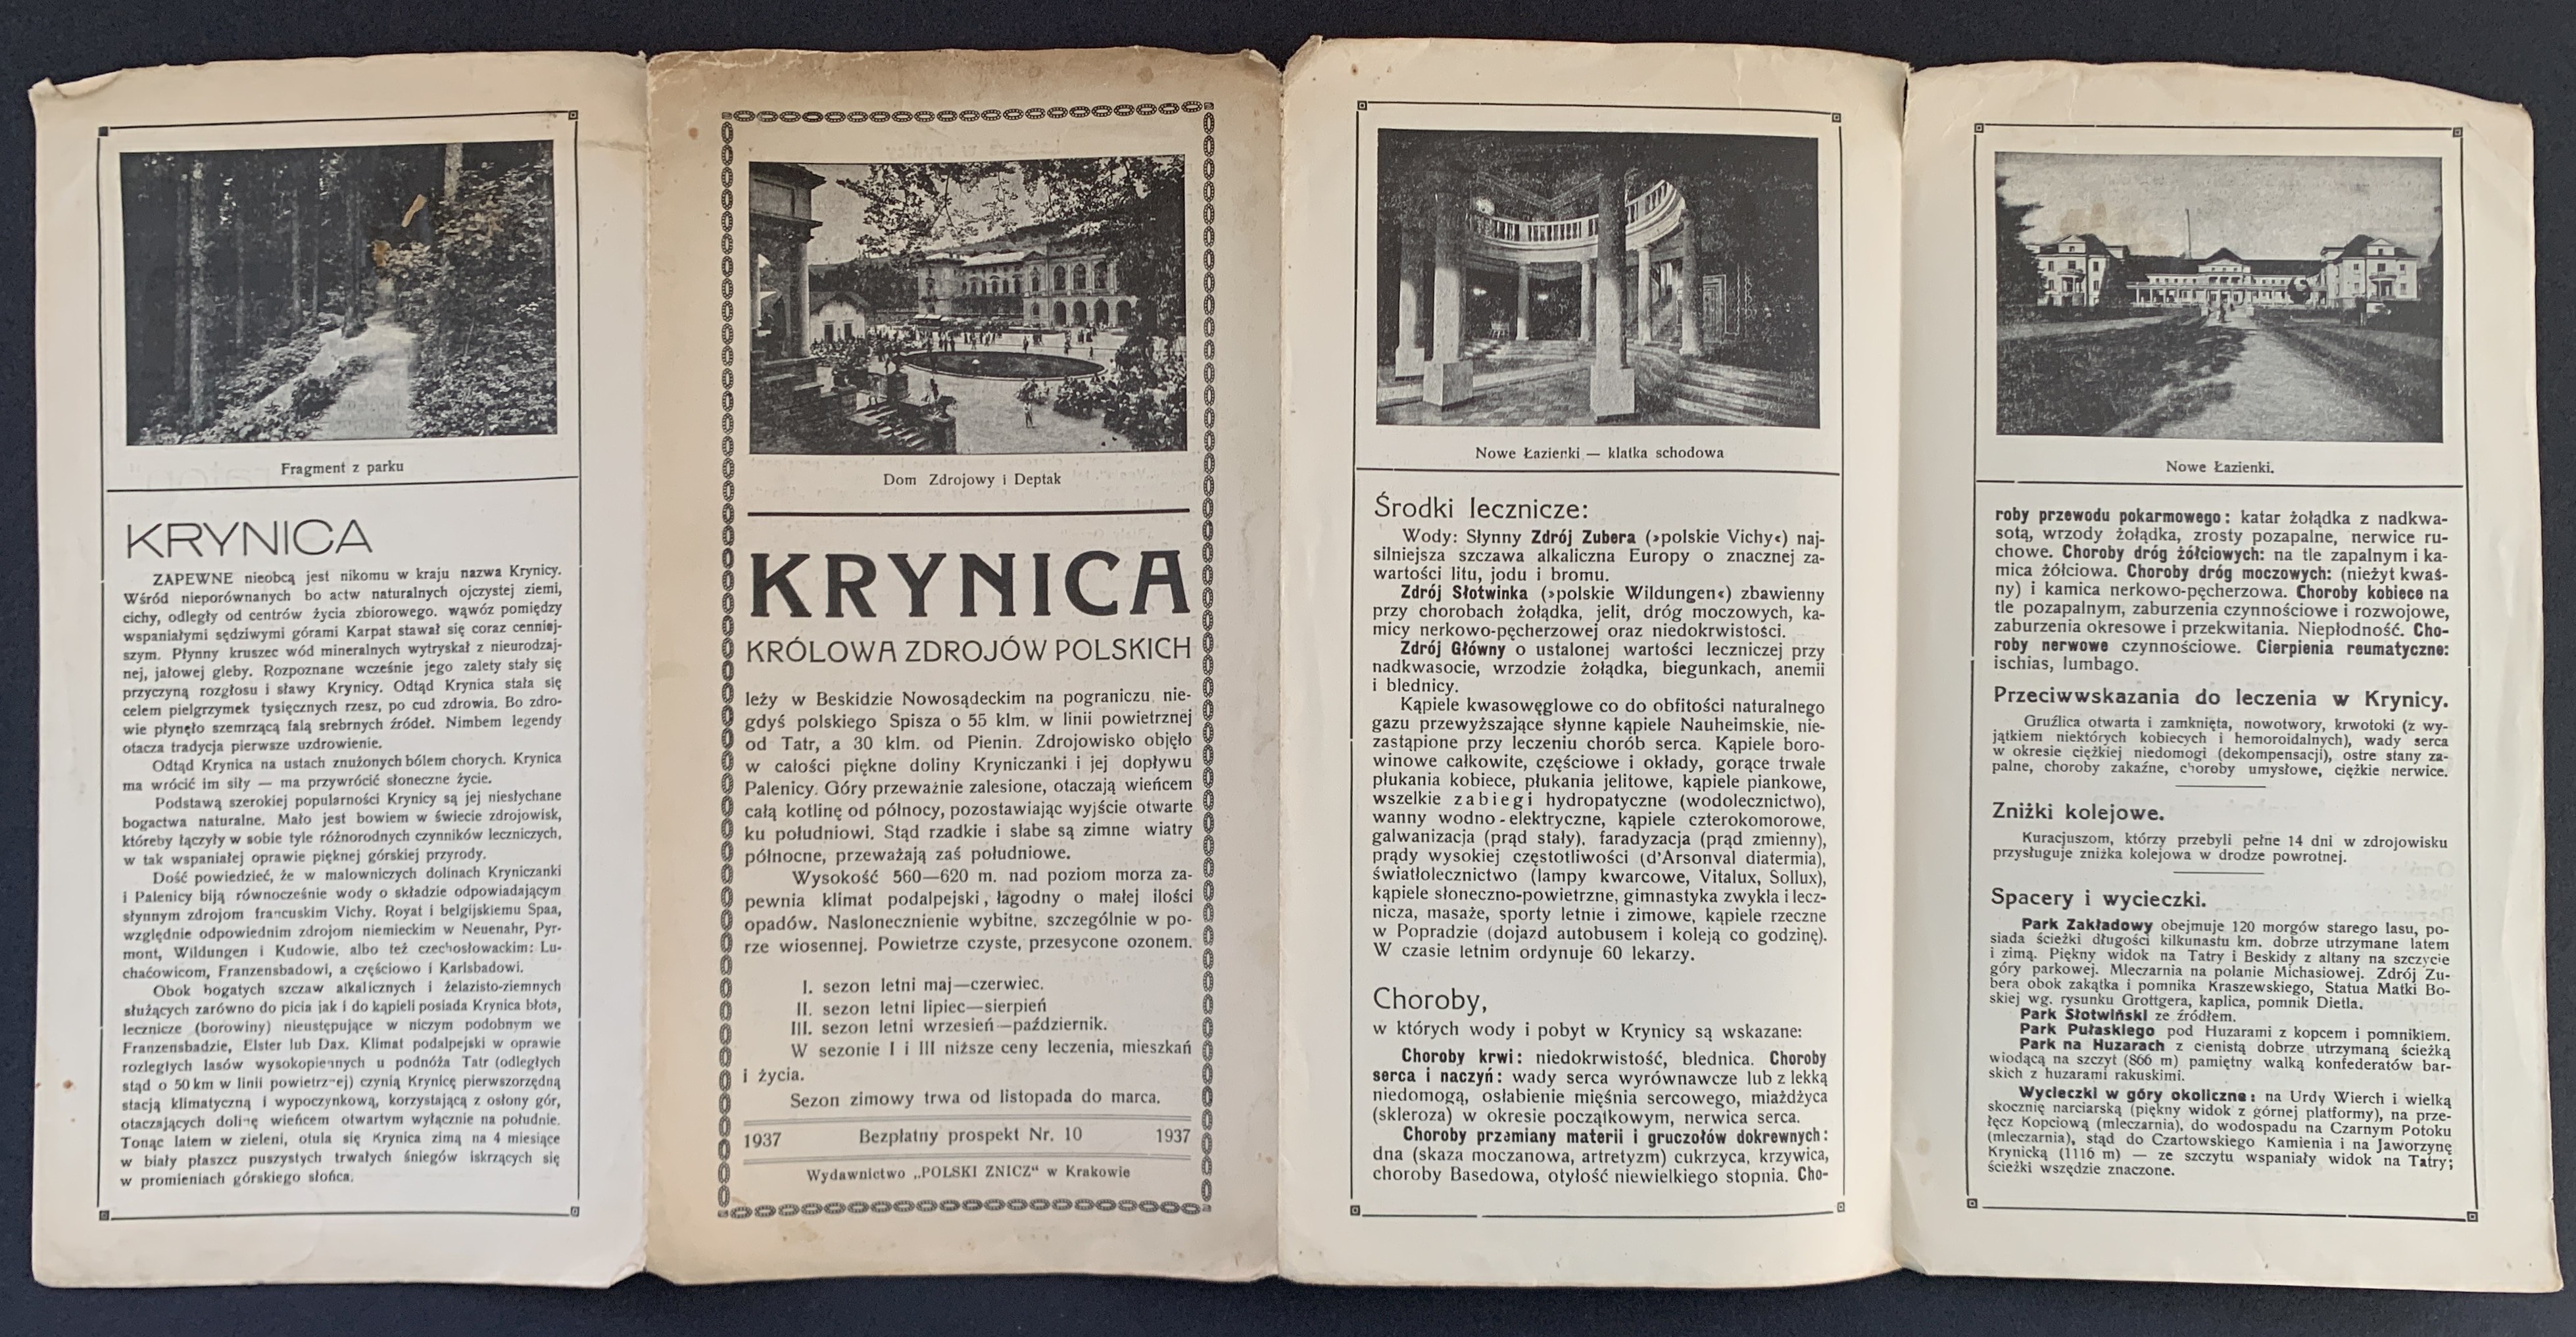 Fragment z parku
KRYNICA
ZAPEWNE nieobcą jest nikomu w kraju nazwa Krynicy.
Wśród nieporównanych bo actw naturalnych ojczystej ziemi,
cichy, odległy od centrów życia zbiorowego, wąwóz pomiędzy
wspaniałymi sędziwymi górami Karpat stawał się coraz cenniej-
szym. Płynny kruszec wód mineralnych wytryskał z nieurodzaj-
nej, jałowej gleby. Rozpoznane wcześnie jego zalety stały się
przyczyną rozgłosu i sławy Krynicy. Odtąd Krynica stała się
celem pielgrzymek tysięcznych rzesz, po cud zdrowia. Bo zdro-
wie płynęło szemrzącą falą srebrnych źródeł. Nimbem legendy
otacza tradycja pierwsze uzdrowienie.
Odtąd Krynica na ustach znużonych bólem chorych. Krynica
ma wrócić im siły — ma przywrócić słoneczne życie.
Podstawą szerokiej popularności Krynicy są jej niesłychane
bogactwa naturalne. Mało jest bowiem w świecie zdrojowisk,
któreby łączyły w sobie tyle różnorodnych czynników leczniczych,
w tak wspaniałej oprawie pięknej górskiej przyrody.
Dość powiedzieć, że w malowniczych dolinach Kryniczanki
i Palenicy biją równocześnie wody o składzie odpowiadającym
słynnym zdrojom francuskim Vichy, Royat i belgijskiemu Spaa,
względnie odpowiednim zdrojom niemieckim w Neuenahr, Pyr-
mont, Wildungen i Kudowie, albo też czechosłowackim: Lu-
chaćowicom, Franzensbadowi, a częściowo i Karlsbadowi.
Obok bogatych szczaw alkalicznych i żelazisto-ziemnych
służących zarówno do picia jak i do kąpieli posiada Krynica błota,
lecznicze (borowiny) nieustępujące w niczym podobnym we
Franzensbadzie, Elster lub Dax. Klimat podalpejski w oprawie
rozległych lasów wysokopiennych u podnóża Tatr (odległych
stąd o 50 km w linii powietrznej) czynią Krynicę pierwszorzędną
stacją klimatyczną i wypoczynkową, korzystającą z osłony gór,
otaczających dolinę wieńcem otwartym wyłącznie na południe.
Tonąc latem w zieleni, otula się Krynica zimą na 4 miesiące
w biały płaszcz puszystych trwałych śniegów iskrzących się
w promieniach górskiego słońca.
Dom Zdrojowy i Deptak
KRYNICA
KRÓLOWA ZDROJÓW POLSKICH
leży w Beskidzie Nowosądeckim na pograniczu nie-
gdyś polskiego Spisza o 55 klm. w linii powietrznej
od Tatr, a 30 klm. od Pienin. Zdrojowisko objęło
w całości piękne doliny Kryniczanki i jej dopływu
Palenicy. Góry przeważnie zalesione, otaczają wieńcem
całą kotlinę od północy, pozostawiając wyjście otwarte
ku południowi. Stąd rzadkie i słabe są zimne wiatry
północne, przeważają zaś południowe.
Wysokość 560—620 m. nad poziom morza za-
pewnia klimat podalpejski, łagodny o małej ilości
opadów. Nasłonecznienie wybitne, szczególnie w po-
rze wiosennej. Powietrze czyste, przesycone ozonem.
I. sezon letni maj—czerwiec.
II. sezon letni lipiec—sierpień
III. sezon letni wrzesień—październik.
W sezonie I i III niższe ceny leczenia, mieszkań
i życia.
Sezon zimowy trwa od listopada do marca.
1937 Bezpłatny prospekt Nr. 10 1937
Wydawnictwo „POLSKI ZNICZ“ w Krakowie
Nowe Łazienki — klatka schodowa
Środki lecznicze:
Wody: Słynny Zdrój Zubera (»polskie Vichy«) naj-
silniejsza szczawa alkaliczna Europy o znacznej za-
wartości litu, jodu i bromu.
Zdrój Słotwinka (»polskie Wildungen«) zbawienny
przy chorobach żołądka, jelit, dróg moczowych, ka-
micy nerkowo-pęcherzowej oraz niedokrwistości.
Zdrój Główny o ustalonej wartości leczniczej przy
nadkwasocie, wrzodzie żołądka, biegunkach, anemii
i blednicy.
Kąpiele kwasowęglowe co do obfitości naturalnego
gazu przewyższające słynne kąpiele Nauheimskie, nie-
zastąpione przy leczeniu chorób serca. Kąpiele boro-
winowe całkowite, częściowe i okłady, gorące trwałe
płukania kobiece, płukania jelitowe, kąpiele piankowe,
wszelkie zabiegi hydropatyczne (wodolecznictwo),
wanny wodno-elektryczne, kąpiele czterokomorowe,
galwanizacja (prąd stały), faradyzacja (prąd zmienny),
prądy wysokiej częstotliwości (d'Arsonval diatermia),
światłolecznictwo (lampy kwarcowe, Vitalux, Sollux),
kąpiele słoneczno-powietrzne, gimnastyka zwykła i lecz-
nicza, masaże, sporty letnie i zimowe, kąpiele rzeczne
w Popradzie (dojazd autobusem i koleją co godzinę).
W czasie letnim ordynuje 60 lekarzy.
Choroby,
w których wody i pobyt w Krynicy są wskazane:
Choroby krwi: niedokrwistość, blednica. Choroby
serca i naczyń: wady serca wyrównawcze lub z lekką
niedomogą, osłabienie mięśnia sercowego, miażdżyca
(skleroza) w okresie początkowym, nerwica serca.
Choroby przemiany materii i gruczołów dokrewnych:
dna (skaza moczanowa, artretyzm) cukrzyca, krzywica,
choroby Basedowa, otyłość niewielkiego stopnia. Cho-
Nowe Łazienki.
roby przewodu pokarmowego: katar żołądka z nadkwa-
sotą, wrzody żołądka, zrosty pozapalne, nerwice ru-
chowe. Choroby dróg żółciowych: na tle zapalnym i ka-
mica żółciowa. Choroby dróg moczowych: (nieżyt kwaś-
ny) i kamica nerkowo-pęcherzowa. Choroby kobiece na
tle pozapalnym, zaburzenia czynnościowe i rozwojowe,
zaburzenia okresowe i przekwitania. Niepłodność. Cho-
roby nerwowe czynnościowe. Cierpienia reumatyczne:
ischias, lumbago.
Przeciwwskazania do leczenia w Krynicy.
Gruźlica otwarta i zamknięta, nowotwory, krwotoki (z wy-
jątkiem niektórych kobiecych i hemoroidalnych), wady serca
w okresie ciężkiej niedomogi (dekompensacji), ostre stany za-
palne, choroby zakaźne, choroby umysłowe, ciężkie nerwice.
Zniżki kolejowe.
Kuracjuszom, którzy przebyli pełne 14 dni w zdrojowisku
przysługuje zniżka kolejowa w drodze powrotnej.
Spacery i wycieczki.
Park Zakładowy obejmuje 120 morgów starego lasu, po-
siada ścieżki długości kilkunastu km. dobrze utrzymane latem
i zimą. Piękny widok na Tatry i Beskidy z altany na szczycie
góry parkowej. Mleczarnia na polanie Michasiowej. Zdrój Zu-
bera obok zakątka i pomnika Kraszewskiego, Statua Matki Bo-
skiej wg. rysunku Grottgera, kaplica, pomnik Dietla.
Park Słotwiński ze źródłem.
Park Pułaskiego pod Huzarami z kopcem i pomnikiem.
Park na Huzarach z cienistą dobrze utrzymaną ścieżką
wiodącą na szczyt (866 m) pamiętny walką konfederatów bar-
skich z huzarami rakuskimi.
Wycieczki w góry okoliczne: na Urdy Wierch i wielką
skocznię narciarską (piękny widok z górnej platformy), na prze-
łęcz Kopciową (mleczarnia), do wodospadu na Czarnym Potoku
(mleczarnia), stąd do Czartowskiego Kamienia i na Jaworzynę
Krynicką (1116 m) — ze szczytu wspaniały widok na Tatry;
ścieżki wszędzie znaczone.